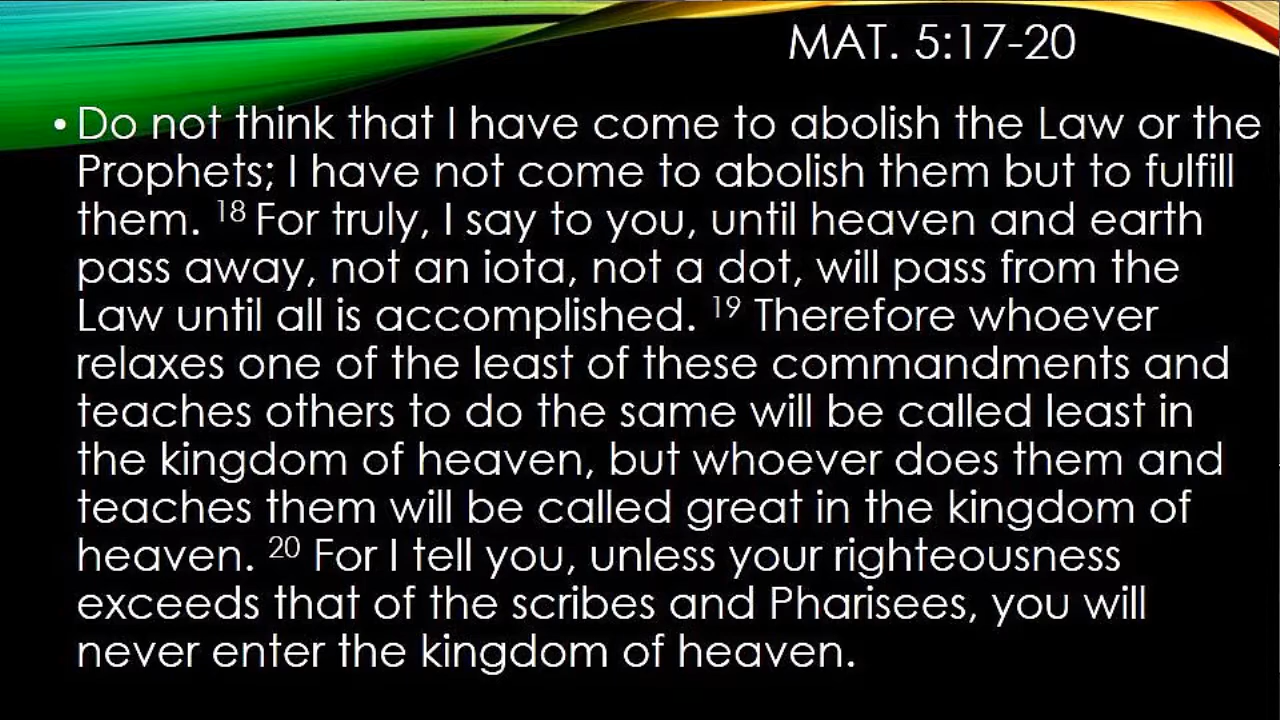 MAT. 5:17-20
• Do not think that I have come to abolish the Law or the
Prophets; I have not come to abolish them but to fulfill
them. 18 For truly, I say to you, until heaven and earth
pass away, not an iota, not a dot, will pass from the
Law until all is accomplished. 19 Therefore whoever
relaxes one of the least of these commandments and
teaches others to do the same will be called least in
the kingdom of heaven, but whoever does them and
teaches them will be called great in the kingdom of
heaven. 20 For I tell you, unless your righteousness
exceeds that of the scribes and Pharisees, you will
never enter the kingdom of heaven.